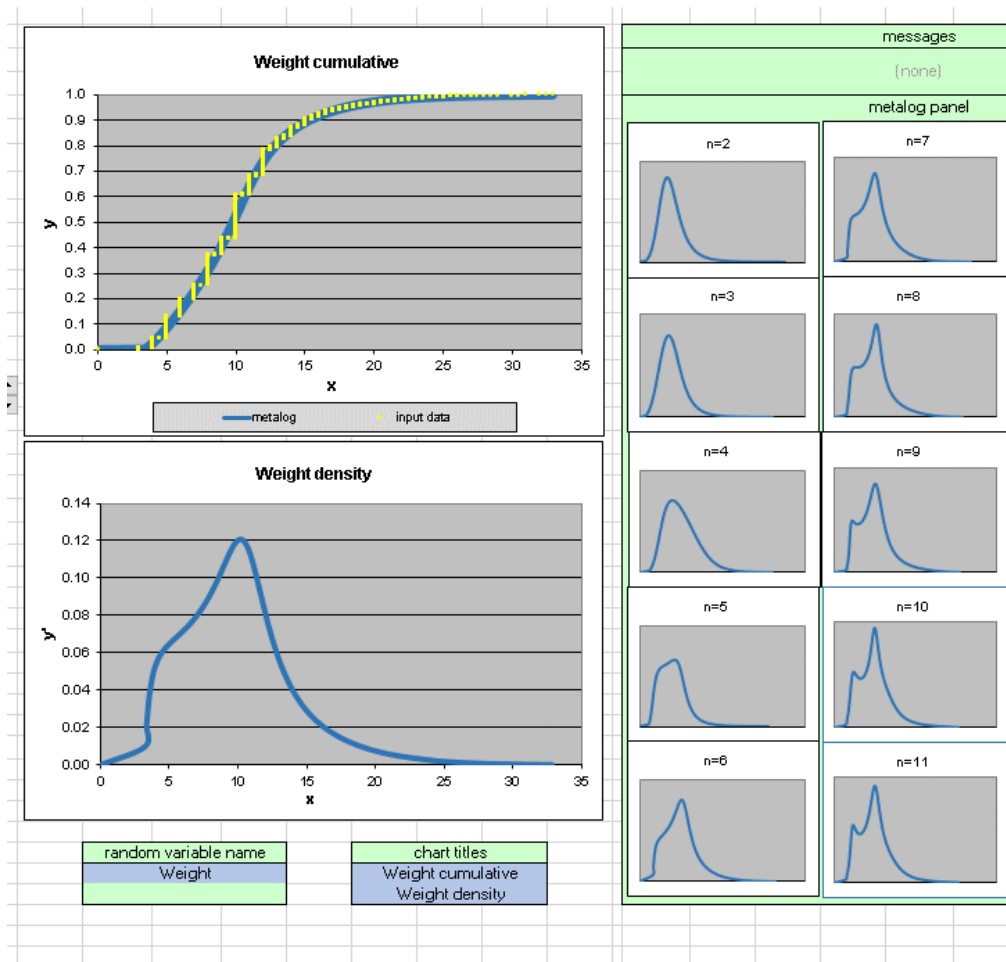 Weight cumulative
1.0
0.9
0.8
0.7
0.6
0.5
0.4
0.3
0.2
0.1
0.0
y
0 5 10 15 20 25 30 35
x
metalog input data
Weight density
0.14
0.12
0.10
0.08
0.06
0.04
0.02
0.00
y'
0 5 10 15 20 25 30 35
x
random variable name
Weight
chart titles
Weight cumulative
Weight density
messages
(none)
metalog panel
n=2 n=7
n=3 n=8
n=4 n=9
n=5 n=10
n=6 n=11